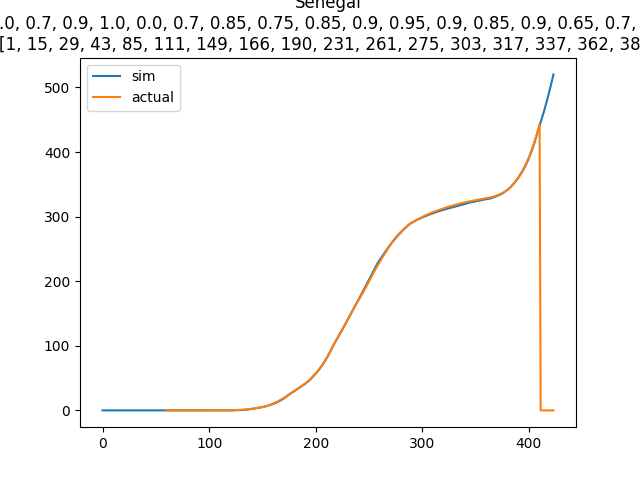 Senegal
.0, 0.7, 0.9, 1.0, 0.0, 0.7, 0.85, 0.75, 0.85, 0.9, 0.95, 0.9, 0.85, 0.9, 0.65, 0.7,
[1, 15, 29, 43, 85, 111, 149, 166, 190, 231, 261, 275, 303, 317, 337, 362, 38
sim
actual
500
400
300
200
100
0
0 100 200 300 400